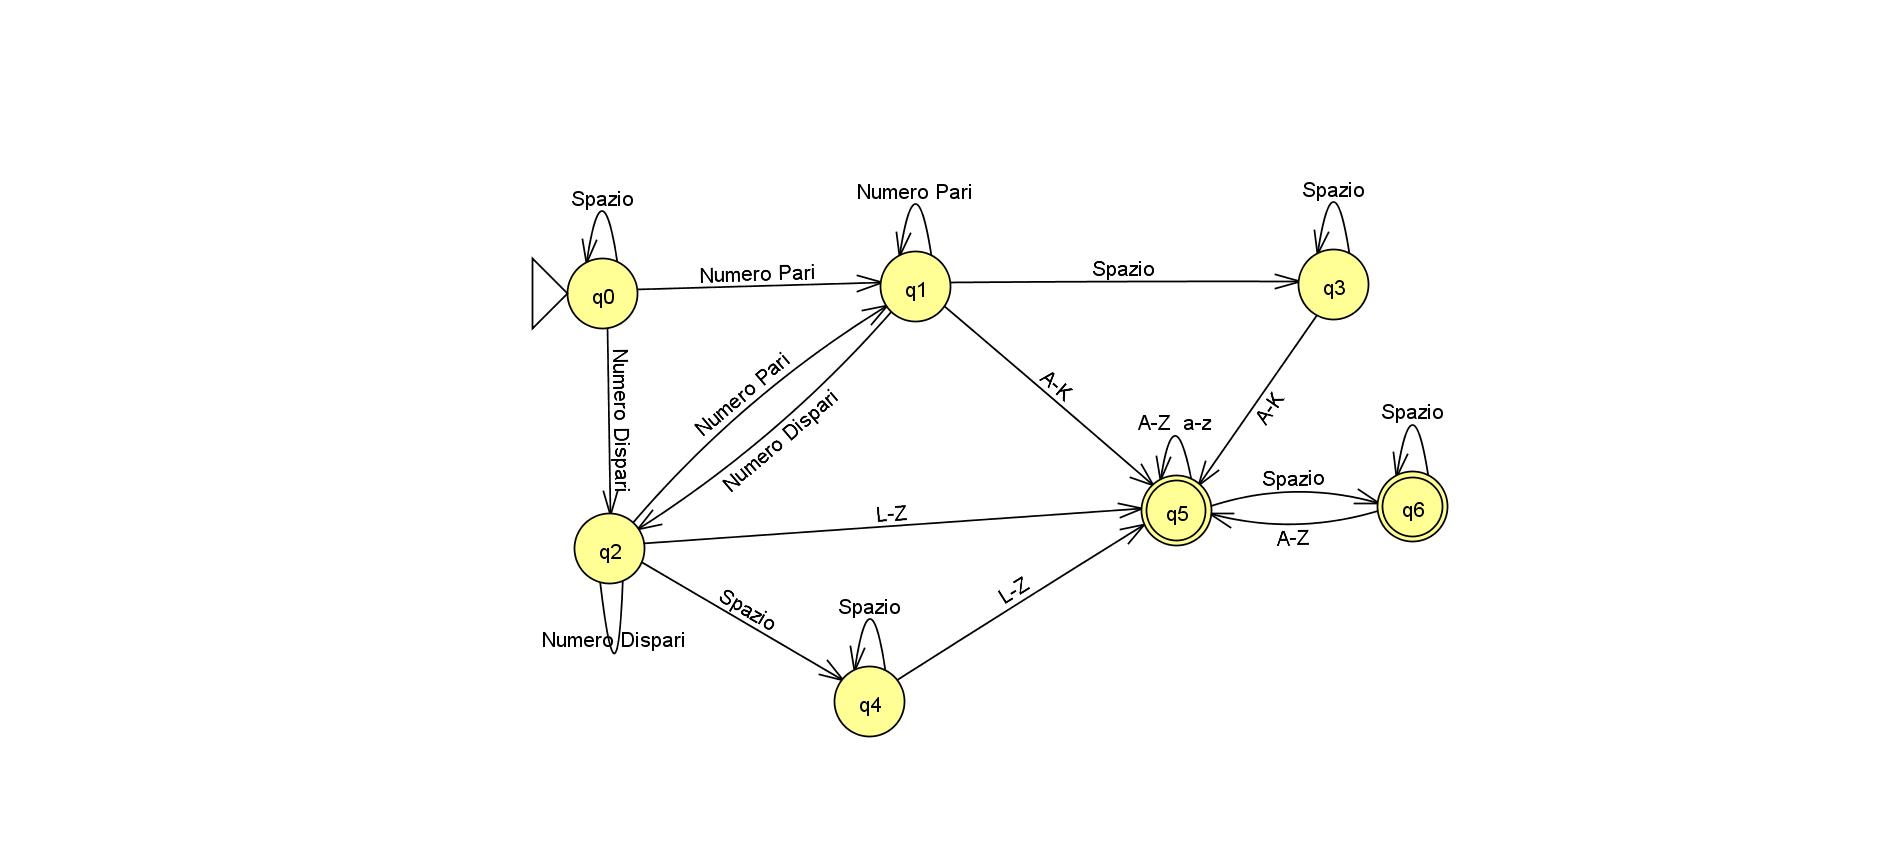 Spazio
Numero Pari
Spazio
q0
Numero Pari
q1
Spazio
q3
Numero Dispari
Numero Pari
Numero Dispari
A-K
A-K
A-Z a-z
Spazio
q5
Spazio
q6
A-Z
L-Z
q2
Numero Dispari
Spazio
Spazio
L-Z
q4